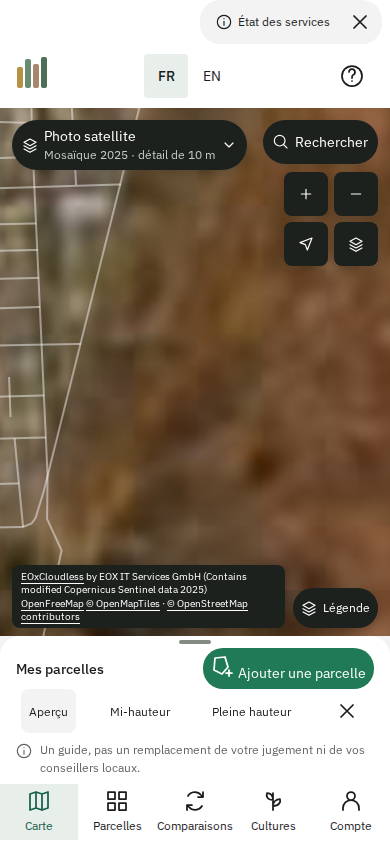 État des services
FR
EN
Photo satellite
Mosaïque 2025 · détail de 10 m
Rechercher
EOxCloudless by EOX IT Services GmbH (Contains
modified Copernicus Sentinel data 2025)
OpenFreeMap © OpenMapTiles · © OpenStreetMap
contributors
Légende
Mes parcelles
Ajouter une parcelle
Aperçu
Mi-hauteur
Pleine hauteur
Un guide, pas un remplacement de votre jugement ni de vos
conseillers locaux.
Carte
Parcelles
Comparaisons
Cultures
Compte